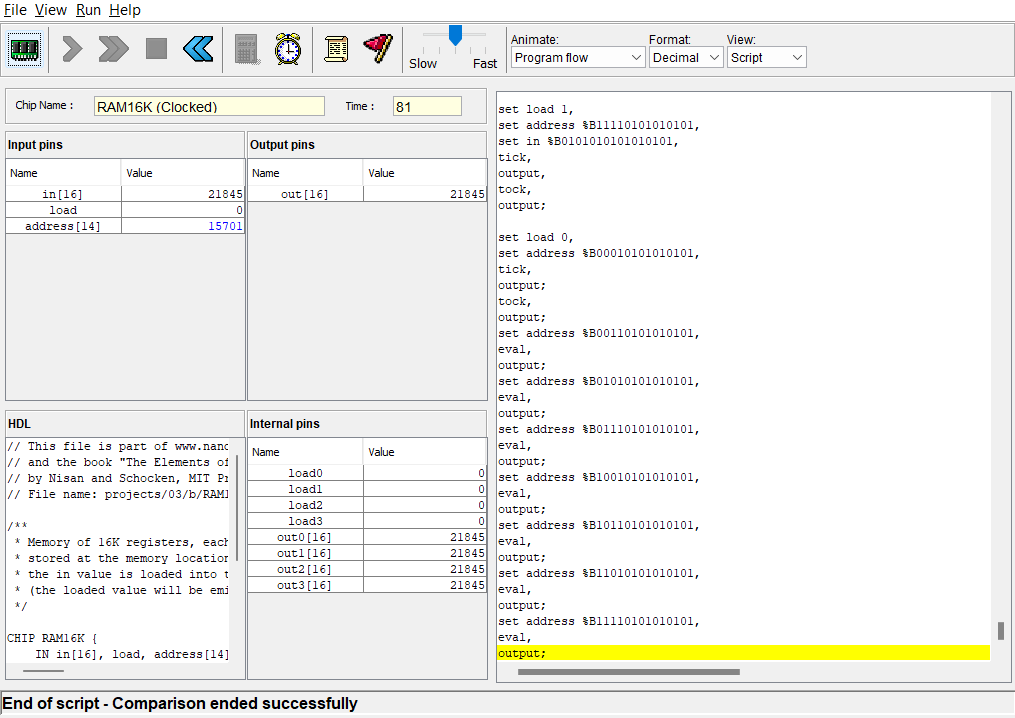 File View Run Help
Slow Fast
Animate: Format: View:
Program flow Decimal Script
Chip Name : RAM16K (Clocked) Time : 81
Input pins
Name Value
in[16] 21845
load 0
address[14] 15701
Output pins
Name Value
out[16] 21845
HDL
// This file is part of www.nand
// and the book "The Elements of
// by Nisan and Schocken, MIT Pr
// File name: projects/03/b/RAM1
/**
* Memory of 16K registers, each
* stored at the memory location
* the in value is loaded into t
* (the loaded value will be emi
*/
CHIP RAM16K {
IN in[16], load, address[14]
Internal pins
Name Value
load0 0
load1 0
load2 0
load3 0
out0[16] 21845
out1[16] 21845
out2[16] 21845
out3[16] 21845
set load 1,
set address %B11110101010101,
set in %B0101010101010101,
tick,
output,
tock,
output;
set load 0,
set address %B00010101010101,
tick,
output;
tock,
output;
set address %B00110101010101,
eval,
output;
set address %B01010101010101,
eval,
output;
set address %B01110101010101,
eval,
output;
set address %B10010101010101,
eval,
output;
set address %B10110101010101,
eval,
output;
set address %B11010101010101,
eval,
output;
set address %B11110101010101,
eval,
output;
End of script - Comparison ended successfully